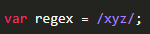 var regex = /xyz/;